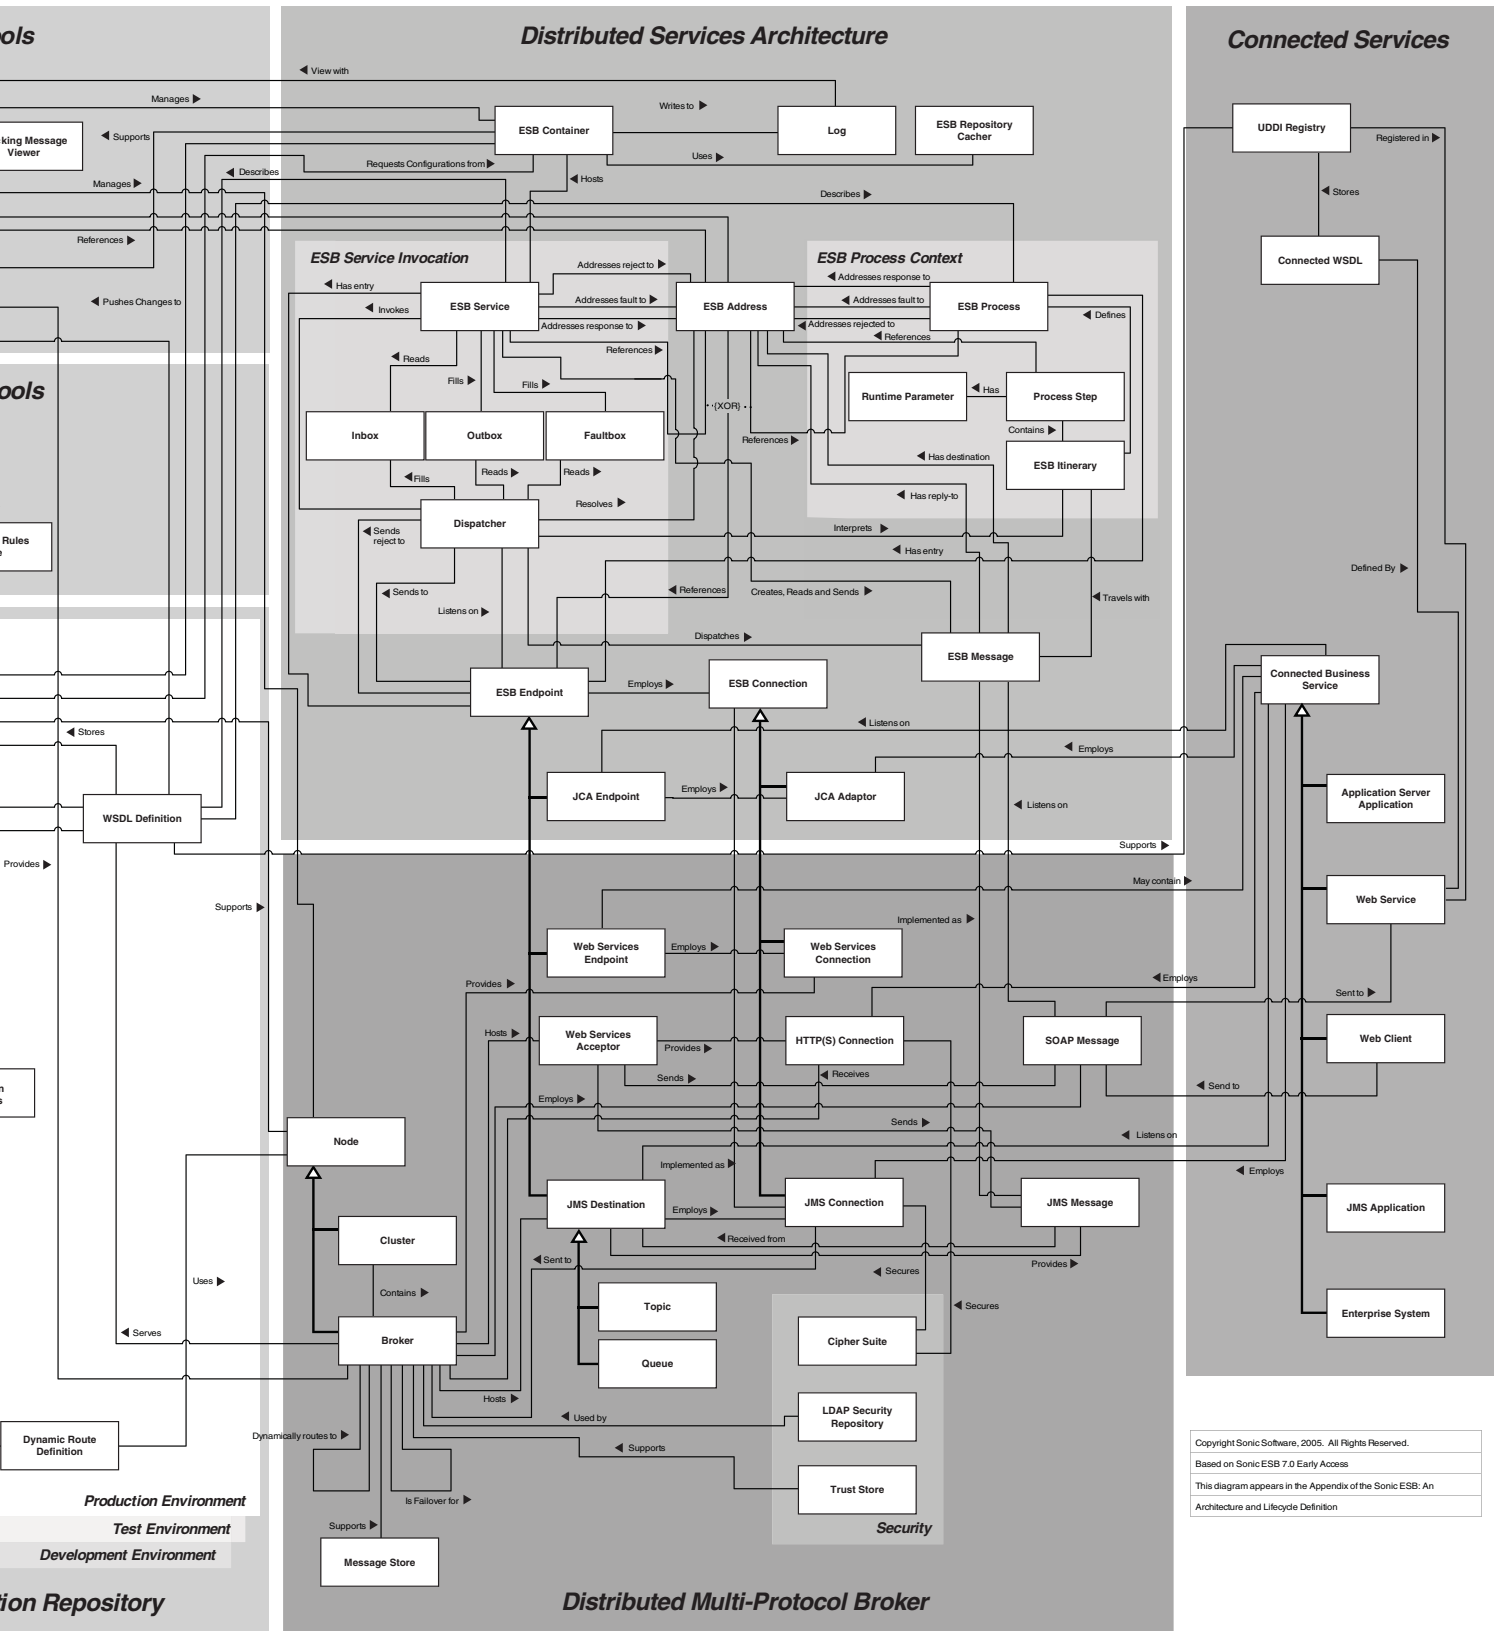 ools
Distributed Services Architecture
Connected Services
View with
Manages
Writes to
ESB Container
Log
ESB Repository
Cacher
UDDI Registry
Registered in
king Message
Viewer
Supports
Requests Configurations from
Uses
Describes
Hosts
Manages
Describes
Stores
References
Connected WSDL
ESB Service Invocation
ESB Process Context
Addresses reject to
Addresses response to
Has entry
Pushes Changes to
Invokes
ESB Service
Addresses fault to
ESB Address
Addresses fault to
ESB Process
Defines
Addresses response to
Addresses rejected to
References
Reads
References
Fills
Fills
ools
{XOR}
Runtime Parameter
Has
Process Step
Inbox
Outbox
Faultbox
References
Contains
Has destination
ESB Itinerary
Fills
Reads
Reads
Resolves
Has reply-to
Dispatcher
Sends
reject to
Interprets
Rules
e
Has entry
Defined By
Sends to
Listens on
References
Creates, Reads and Sends
Travels with
Dispatches
ESB Message
ESB Endpoint
Employs
ESB Connection
Connected Business
Service
Stores
Listens on
Employs
JCA Endpoint
Employs
JCA Adaptor
Listens on
Application Server
Application
WSDL Definition
Provides
Supports
May contain
Supports
Implemented as
Web Service
Web Services
Endpoint
Employs
Web Services
Connection
Provides
Employs
Sent to
Hosts
Web Services
Acceptor
Provides
HTTP(S) Connection
SOAP Message
Web Client
Sends
Receives
Send to
n
s
Employs
Sends
Node
Listens on
Implemented as
Employs
JMS Destination
Employs
JMS Connection
JMS Message
JMS Application
Cluster
Received from
Sent to
Provides
Secures
Uses
Contains
Topic
Secures
Enterprise System
Serves
Broker
Cipher Suite
Queue
Hosts
Used by
LDAP Security
Repository
Dynamic Route
Definition
Dynamically routes to
Supports
Copyright Sonic Software, 2005. All Rights Reserved.
Based on Sonic ESB 7.0 Early Access
This diagram appears in the Appendix of the Sonic ESB: An
Architecture and Lifecycle Definition
Is Failover for
Trust Store
Production Environment
Supports
Security
Test Environment
Development Environment
Message Store
tion Repository
Distributed Multi-Protocol Broker